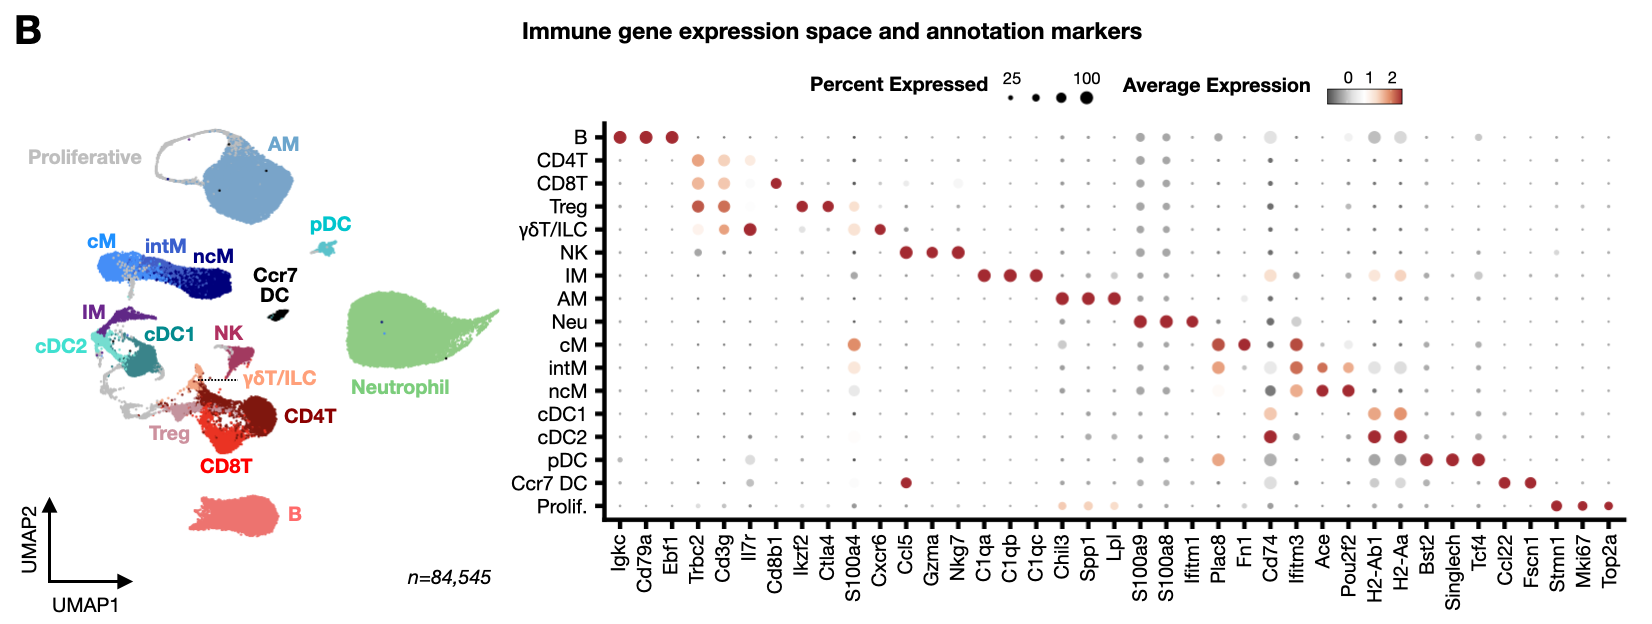 B
Immune gene expression space and annotation markers
Percent Expressed
25
100
Average Expression
0 1 2
Proliferative
AM
pDC
cM
intM
ncM
Ccr7
DC
IM
cDC1
cDC2
NK
γδT/ILC
Neutrophil
CD4T
Treg
CD8T
B
UMAP2
UMAP1
n=84,545
B
CD4T
CD8T
Treg
γδT/ILC
NK
IM
AM
Neu
cM
intM
ncM
cDC1
cDC2
pDC
Ccr7 DC
Prolif.
Igkc
Cd79a
Ebf1
Trbc2
Cd3g
Il7r
Cd8b1
Ikzf2
Ctla4
S100a4
Cxcr6
Ccl5
Gzma
Nkg7
C1qa
C1qb
C1qc
Chil3
Spp1
Lpl
S100a9
S100a8
Ifitm1
Plac8
Fn1
Cd74
Ifitm3
Ace
Pou2f2
H2-Ab1
H2-Aa
Bst2
Singlech
Tcf4
Ccl22
Fscn1
Stmn1
Mki67
Top2a